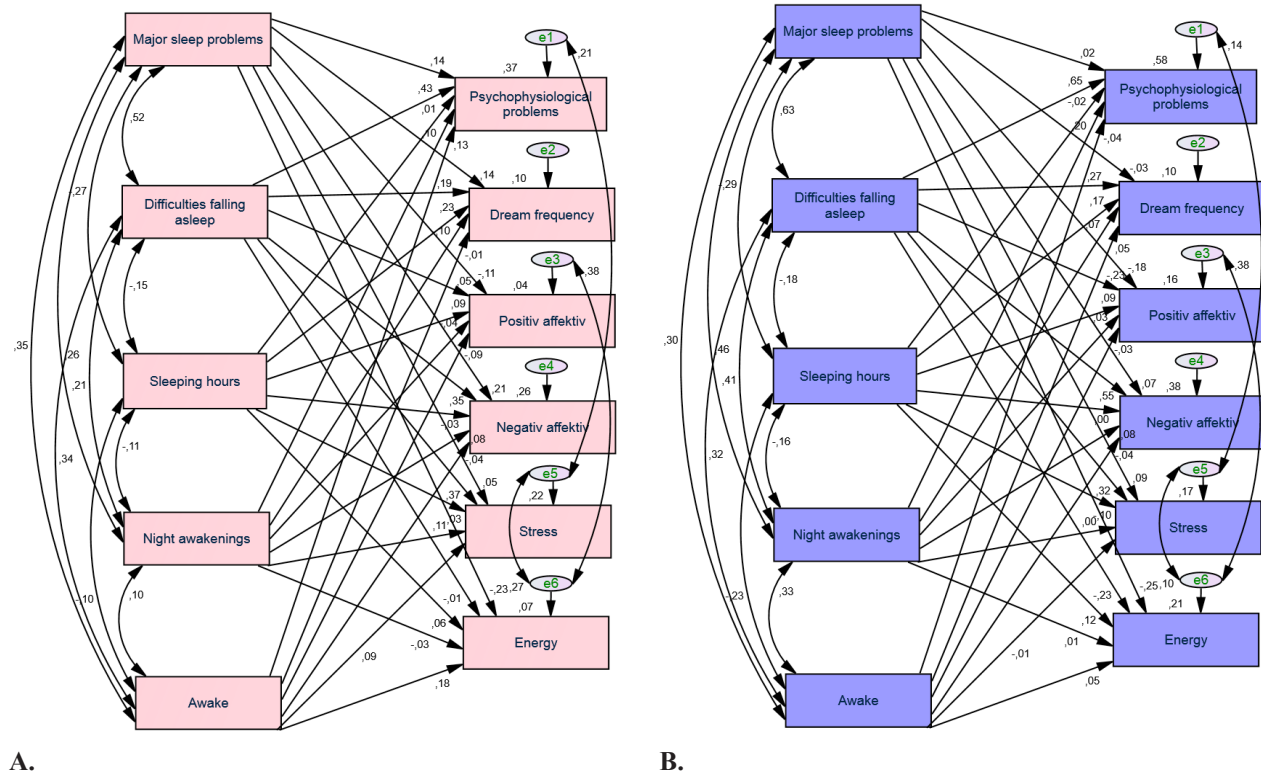 Major sleep problems
e1
,21
,14
,37
,43
Psychophysiological
problems
,01
,10
,52
,13
e2
,14
,10
,19
-,27
Difficulties falling
asleep
,23
Dream frequency
,10
-,01
e3
-,11
,38
,05
,04
-,15
,09
Positiv affektiv
,04
,35
,26
-,09
e4
Sleeping hours
,21
,21
,26
,35
-,03
Negativ affektiv
,08
-,11
,34
-,04
e5
,05
,37
,22
,03
,11
Night awakenings
Stress
-,10
,10
-,01
-,23
,27
e6
,07
,06
-,03
Energy
,09
,18
Awake
A.
Major sleep problems
e1
,14
,02
,58
,65
Psychophysiological
problems
-,02
,20
,63
-,04
e2
-,03
,10
,27
-,29
Difficulties falling
asleep
,17
Dream frequency
,07
,05
e3
-,18
,38
-,23
,16
-,18
,09
Positiv affektiv
,03
,30
,46
-,03
e4
Sleeping hours
,41
,07
,38
,55
,00
Negativ affektiv
,08
-,16
,32
-,04
e5
,09
,32
,17
-,10
,00
Night awakenings
Stress
-,23
,33
-,23
-,25
,10
e6
,21
,12
,01
Energy
-,01
,05
Awake
B.